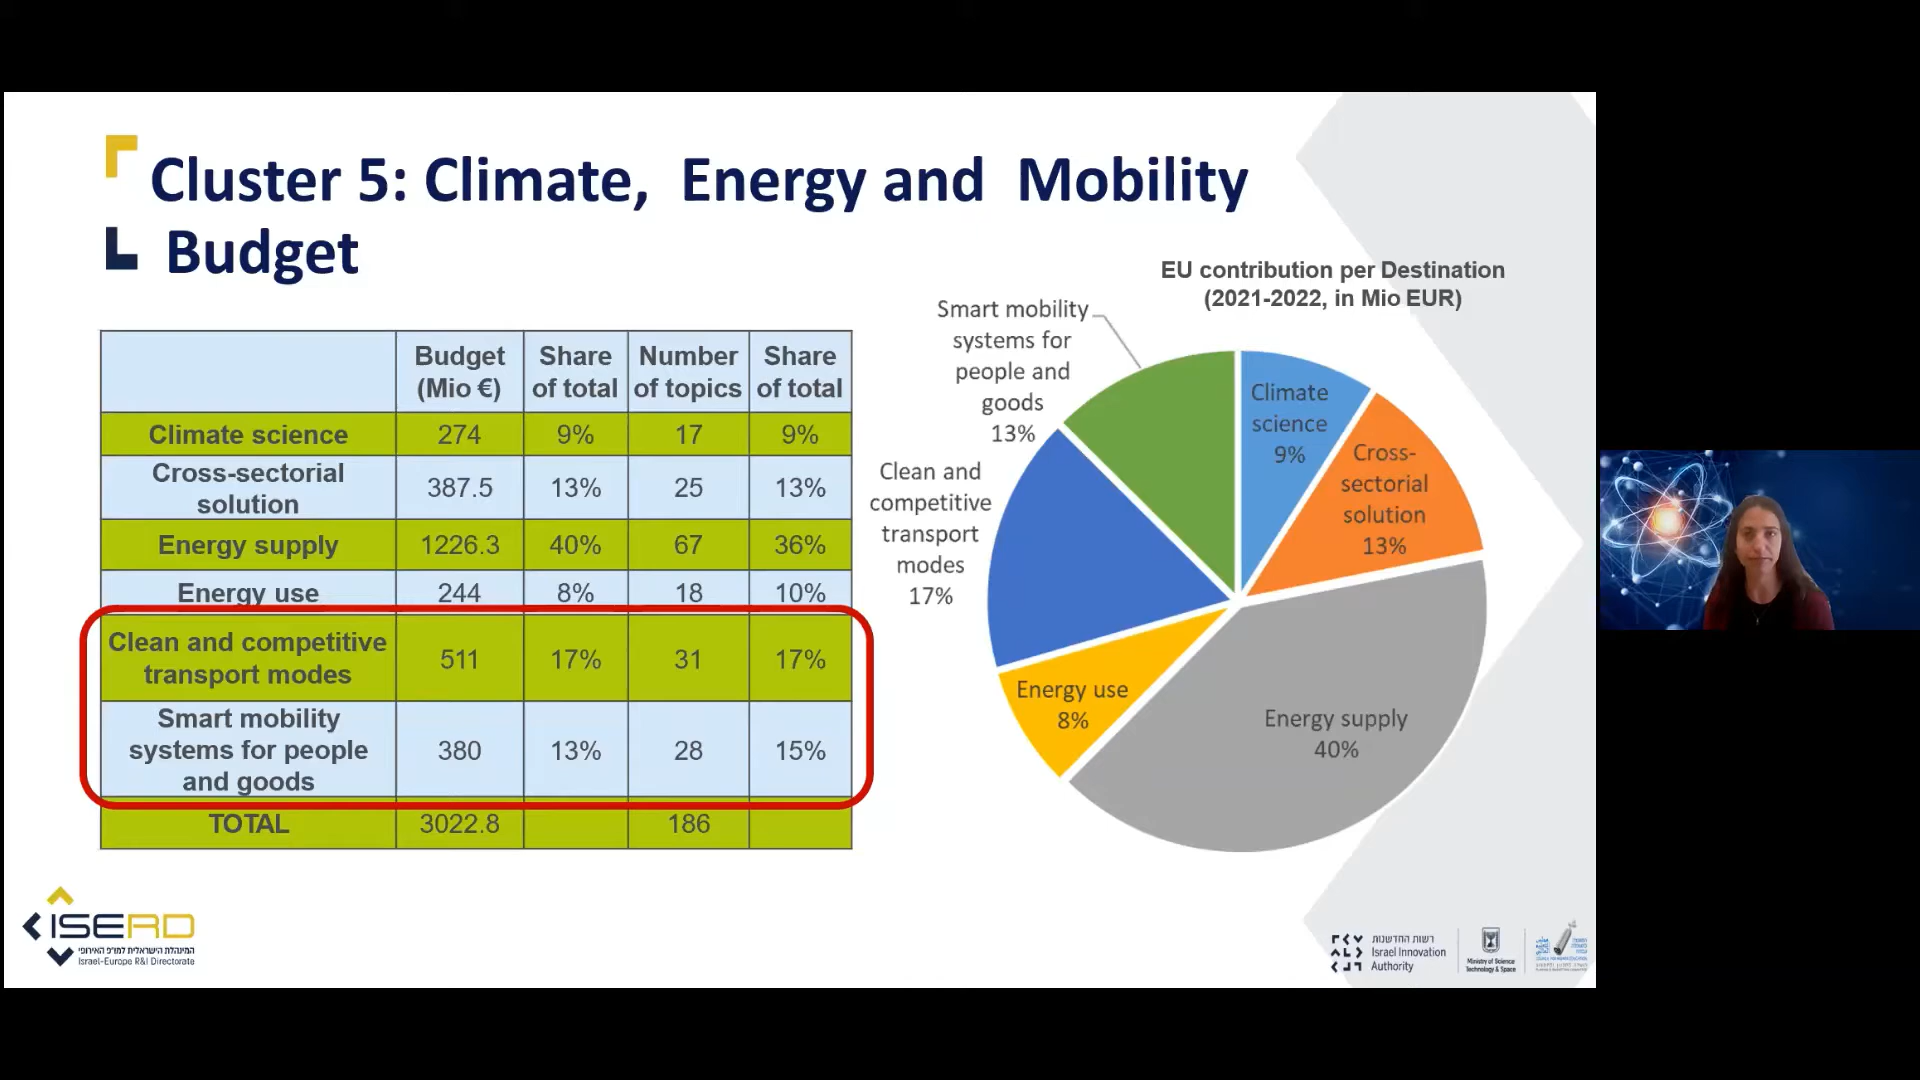 Cluster 5: Climate, Energy and Mobility
Budget
EU contribution per Destination
(2021-2022, in Mio EUR)
Budget
(Mio €)
Share
of total
Number
of topics
Share
of total
Climate science 274 9% 17 9%
Cross-sectorial
solution
387.5 13% 25 13%
Energy supply 1226.3 40% 67 36%
Energy use 244 8% 18 10%
Clean and competitive
transport modes
511 17% 31 17%
Smart mobility
systems for people
and goods
380 13% 28 15%
TOTAL 3022.8 186
Smart mobility
systems for
people and
goods
13%
Climate
science
9%
Cross-
sectorial
solution
13%
Clean and
competitive
transport
modes
17%
Energy use
8%
Energy supply
40%
ISERD
המינהלת הישראלית למו"פ האירופי
Israel-Europe R&I Directorate
רשות החדשנות
Israel Innovation
Authority
Ministry of Science
Technology & Space